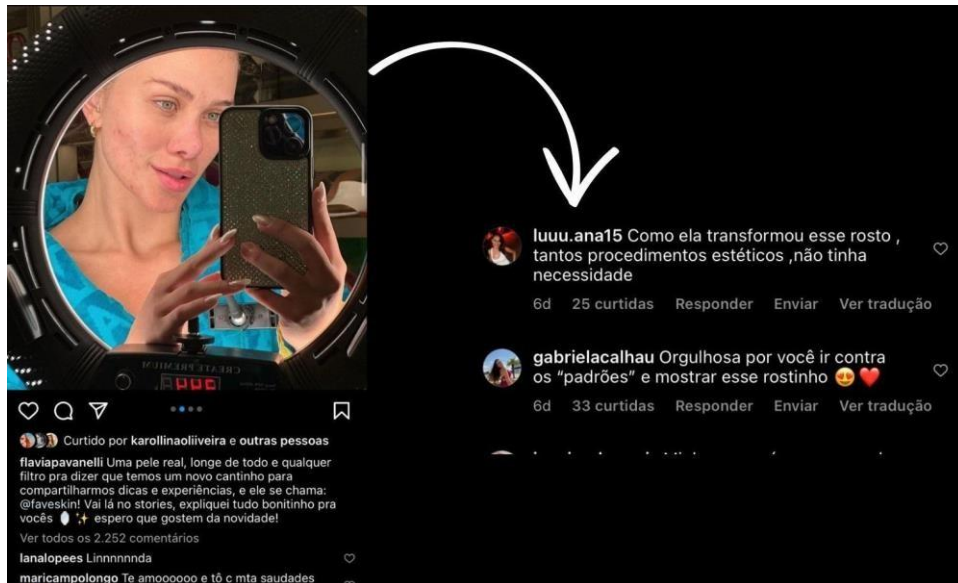 CREATE PREMIUM
Curtido por karollinaoliiveira e outras pessoas
flaviapavanelli Uma pele real, longe de todo e qualquer
filtro pra dizer que temos um novo cantinho para
compartilharmos dicas e experiências, e ele se chama:
@faveskin! Vai lá no stories, expliquei tudo bonitinho pra
vocês 🪞✨ espero que gostem da novidade!
Ver todos os 2.252 comentários
lanalopees Linnnnnnda
maricampolongo Te amoooooo e tô c mta saudades
luuu.ana15 Como ela transformou esse rosto ,
tantos procedimentos estéticos ,não tinha
necessidade
6d 25 curtidas Responder Enviar Ver tradução
gabrielacalhau Orgulhosa por você ir contra
os “padrões” e mostrar esse rostinho 😍❤️
6d 33 curtidas Responder Enviar Ver tradução